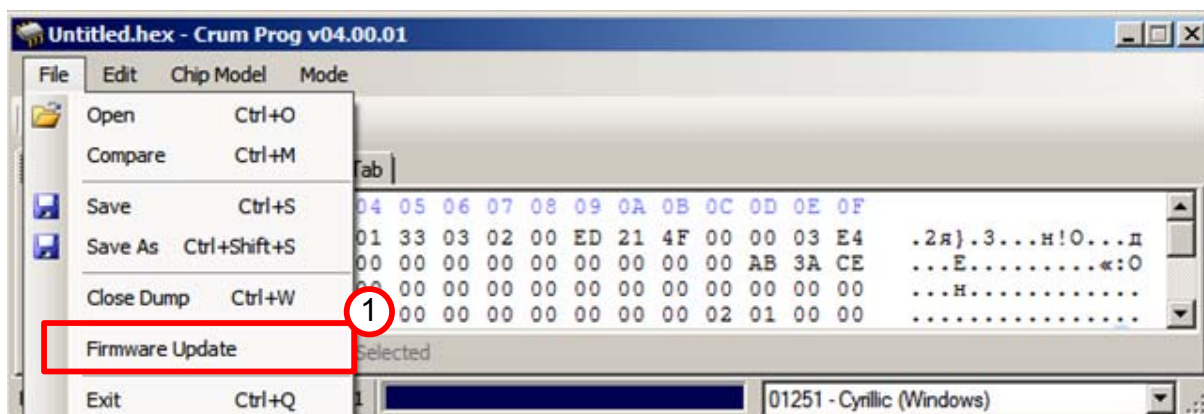 Untitled.hex - Crum Prog v04.00.01
File Edit Chip Model Mode
Open Ctrl+O
Compare Ctrl+M
Tab
Save Ctrl+S
04 05 06 07 08 09 0A 0B 0C 0D 0E 0F
Save As Ctrl+Shift+S
01 33 03 02 00 ED 21 4F 00 00 03 E4 .2я}.3...н!O...д
00 00 00 00 00 00 00 00 00 AB 3A CE ...Е.........«:О
Close Dump Ctrl+W
00 00 00 00 00 00 00 00 00 00 00 ...Н............
1
00 00 00 00 00 00 00 02 01 00 00 ................
Firmware Update
Selected
Exit Ctrl+Q
1
01251 - Cyrillic (Windows)